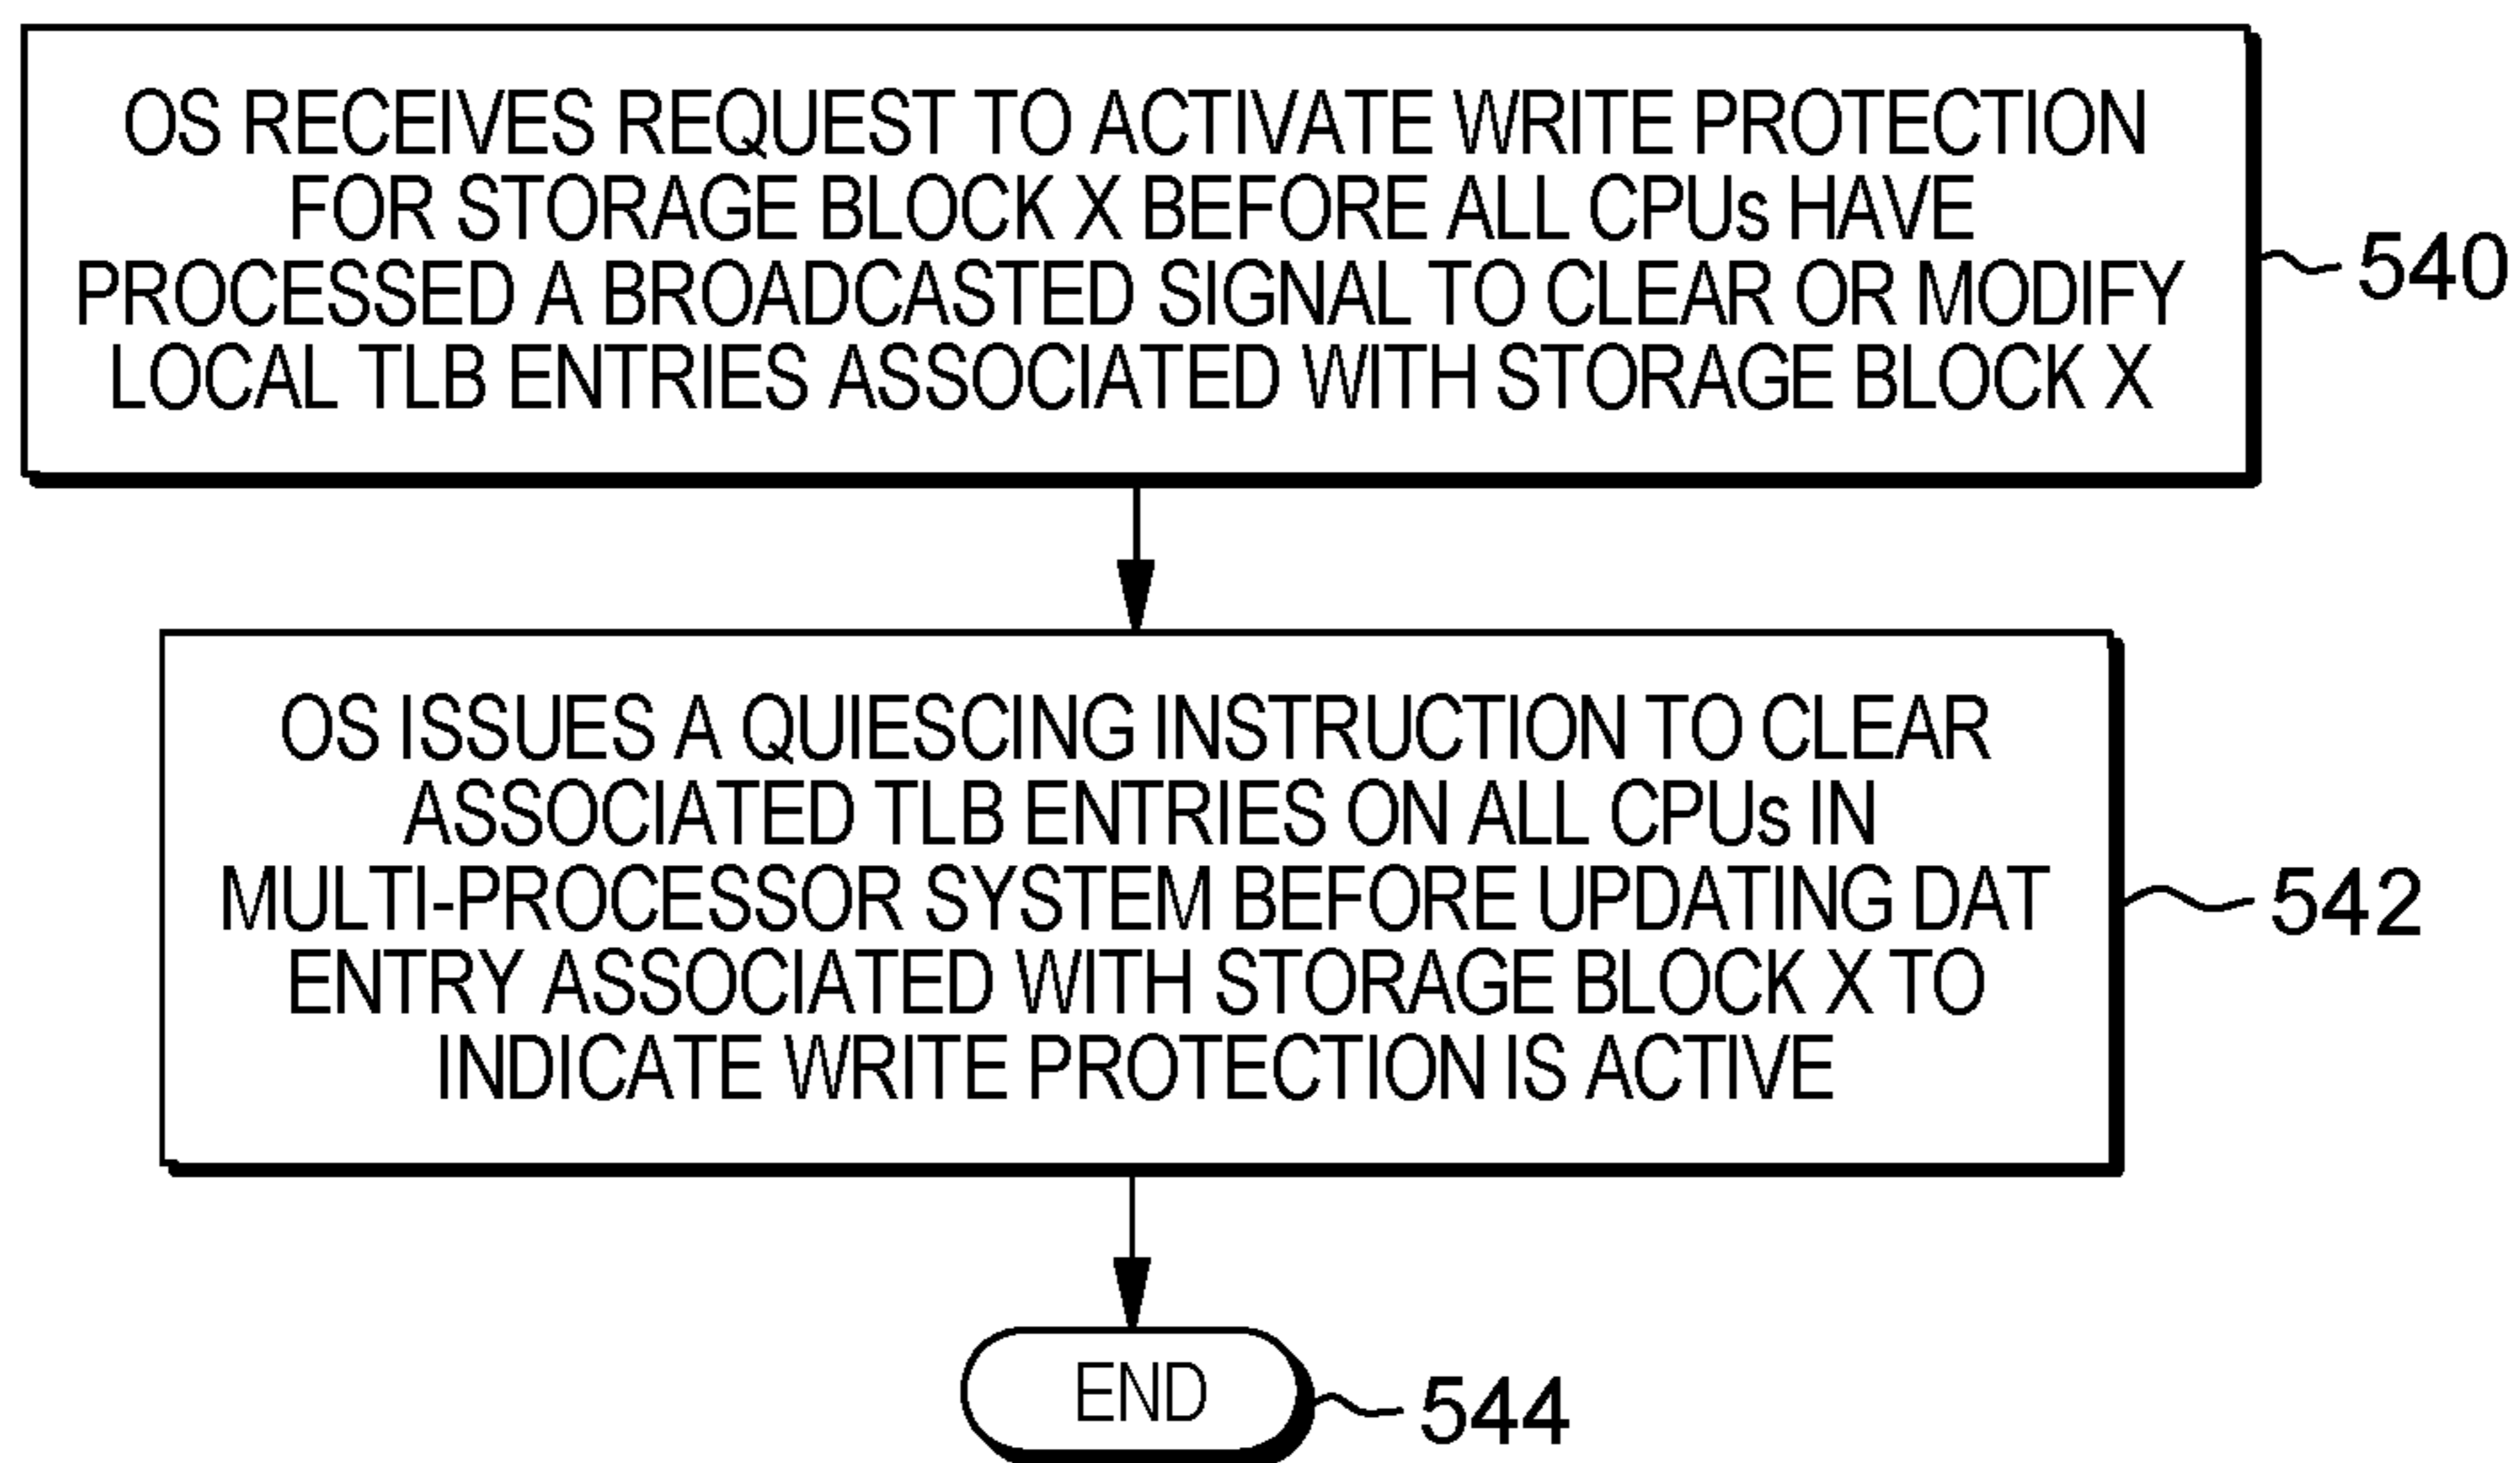 OS RECEIVES REQUEST TO ACTIVATE WRITE PROTECTION
FOR STORAGE BLOCK X BEFORE ALL CPUs HAVE
PROCESSED A BROADCASTED SIGNAL TO CLEAR OR MODIFY
LOCAL TLB ENTRIES ASSOCIATED WITH STORAGE BLOCK X
540
OS ISSUES A QUIESCING INSTRUCTION TO CLEAR
ASSOCIATED TLB ENTRIES ON ALL CPUs IN
MULTI-PROCESSOR SYSTEM BEFORE UPDATING DAT
ENTRY ASSOCIATED WITH STORAGE BLOCK X TO
INDICATE WRITE PROTECTION IS ACTIVE
542
END
544